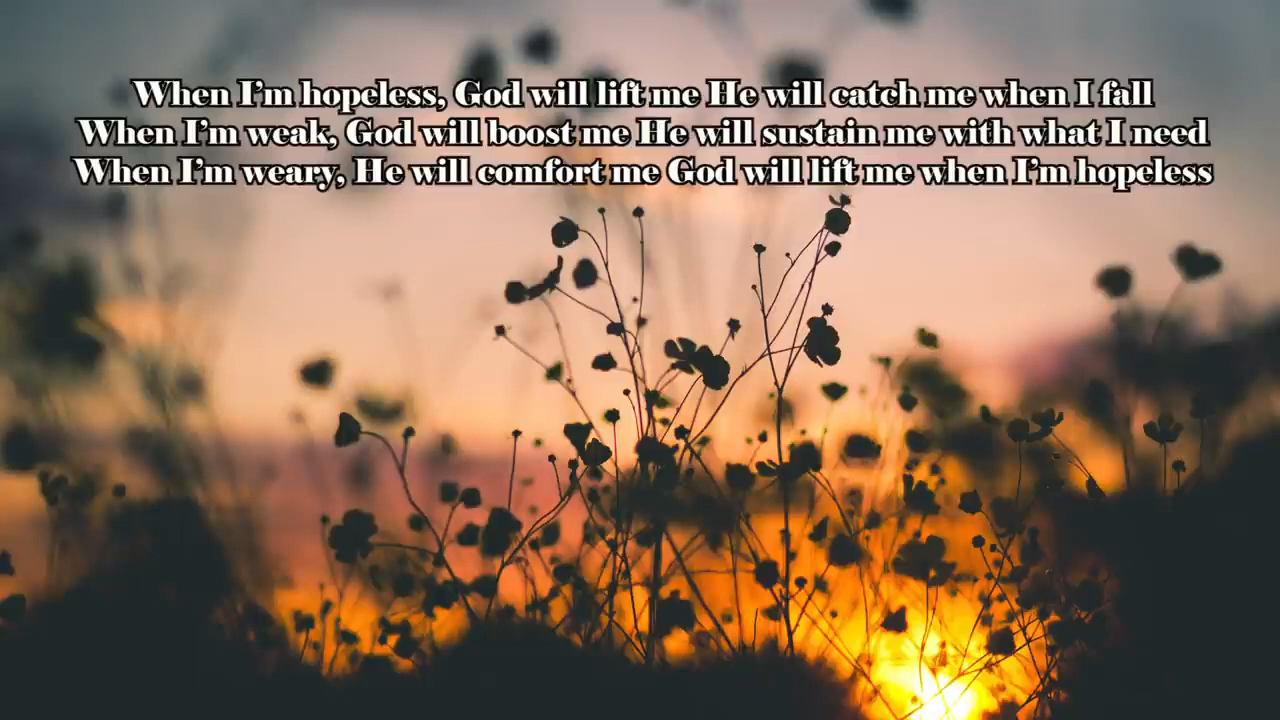 When I'm hopeless, God will lift me He will catch me when I fall
When I'm weak, God will boost me He will sustain me with what I need
When I'm weary, He will comfort me God will lift me when I'm hopeless